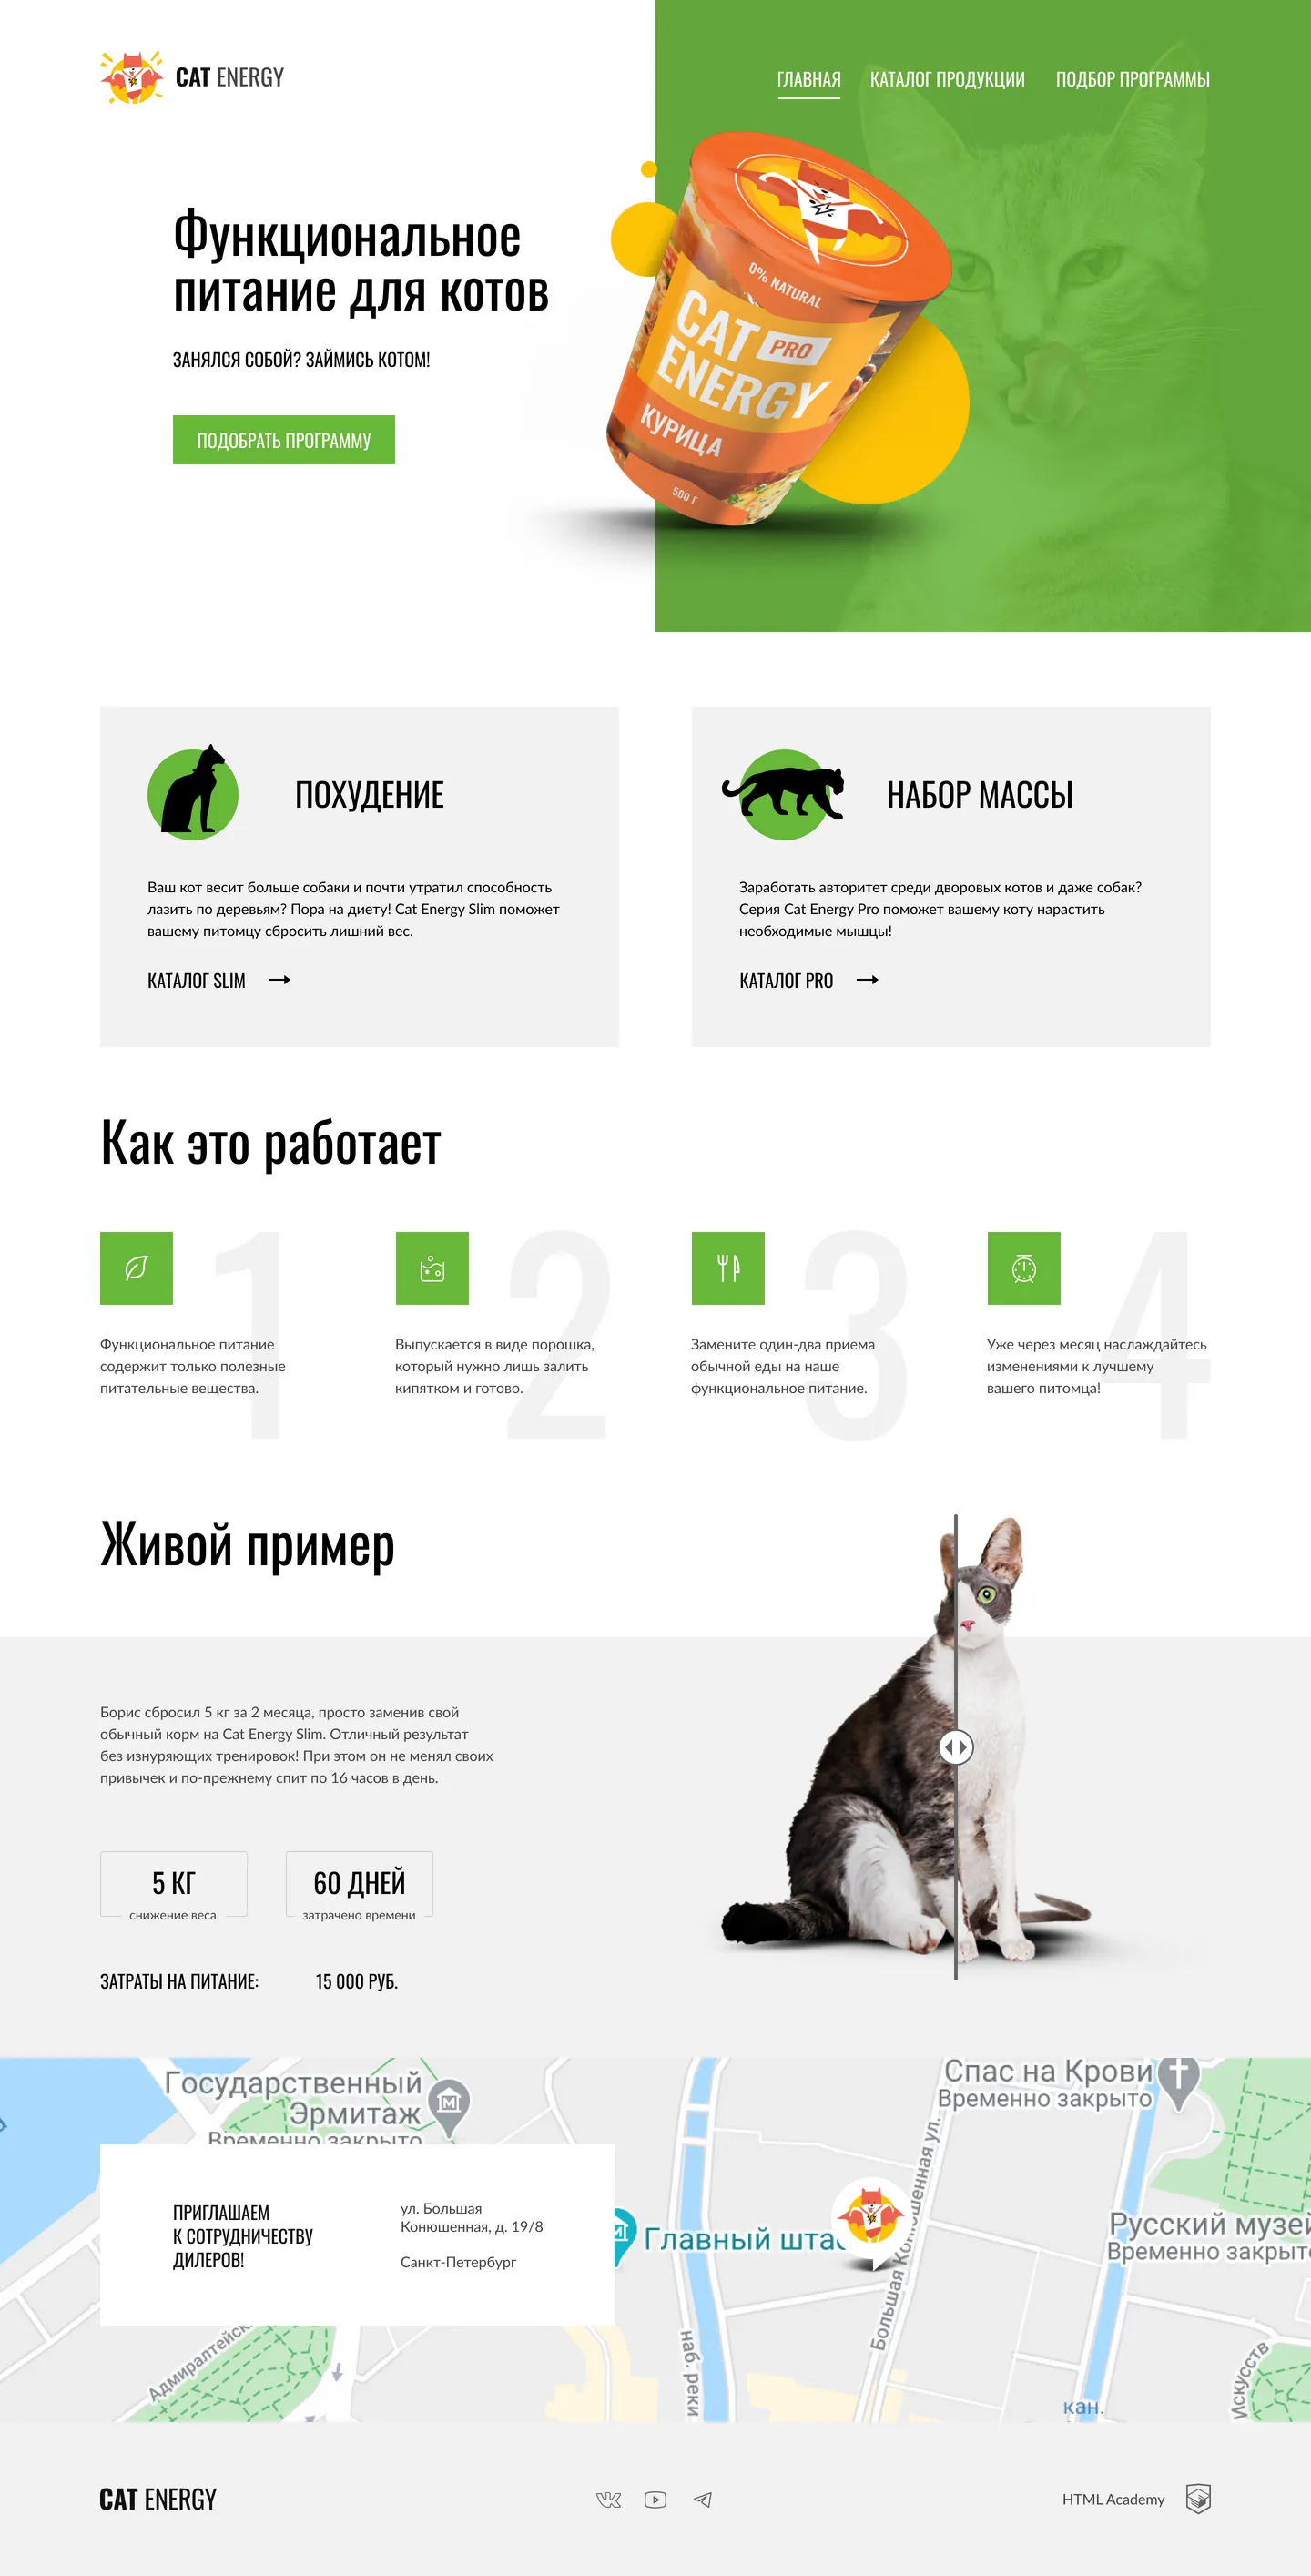 CAT ENERGY
ГЛАВНАЯ
КАТАЛОГ ПРОДУКЦИИ
ПОДБОР ПРОГРАММЫ
Функциональное
питание для котов
ЗАНЯЛСЯ СОБОЙ? ЗАЙМИСЬ КОТОМ!
ПОДОБРАТЬ ПРОГРАММУ
0% NATURAL
CAT PRO
ENERGY
КУРИЦА
500 Г
ПОХУДЕНИЕ
Ваш кот весит больше собаки и почти утратил способность
лазить по деревьям? Пора на диету! Cat Energy Slim поможет
вашему питомцу сбросить лишний вес.
КАТАЛОГ SLIM
НАБОР МАССЫ
Заработать авторитет среди дворовых котов и даже собак?
Серия Cat Energy Pro поможет вашему коту нарастить
необходимые мышцы!
КАТАЛОГ PRO
Как это работает
1
Функциональное питание
содержит только полезные
питательные вещества.
2
Выпускается в виде порошка,
который нужно лишь залить
кипятком и готово.
3
Замените один-два приема
обычной еды на наше
функциональное питание.
4
Уже через месяц наслаждайтесь
изменениями к лучшему
вашего питомца!
Живой пример
Борис сбросил 5 кг за 2 месяца, просто заменив свой
обычный корм на Cat Energy Slim. Отличный результат
без изнуряющих тренировок! При этом он не менял своих
привычек и по-прежнему спит по 16 часов в день.
5 КГ
снижение веса
60 ДНЕЙ
затрачено времени
ЗАТРАТЫ НА ПИТАНИЕ:
15 000 РУБ.
Государственный
Эрмитаж
Временно закрыто
Спас на Крови
Временно закрыто
ПРИГЛАШАЕМ
К СОТРУДНИЧЕСТВУ
ДИЛЕРОВ!
ул. Большая
Конюшенная, д. 19/8
Санкт-Петербург
Главный штаб
Большая Конюшенная ул.
Русский музей
Временно закрыто
Адмиралтейск
наб. реки
кан.
Искусств
CAT ENERGY
HTML Academy